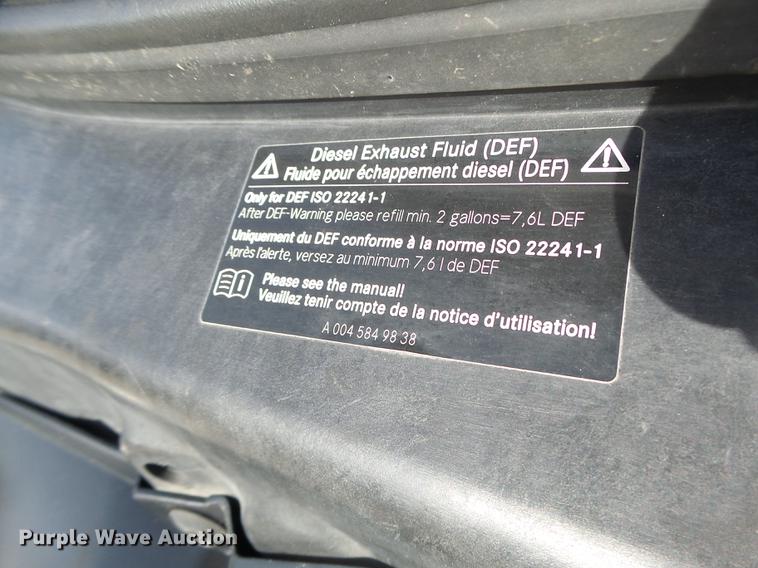 Diesel Exhaust Fluid (DEF)
Fluide pour échappement diesel (DEF)
Only for DEF ISO 22241-1
After DEF-Warning please refill min. 2 gallons=7,6L DEF
Uniquement du DEF conforme à la norme ISO 22241-1
Après l'alerte, versez au minimum 7,6 l de DEF
Please see the manual!
Veuillez tenir compte de la notice d'utilisation!
A 004 584 98 38
Purple Wave Auction